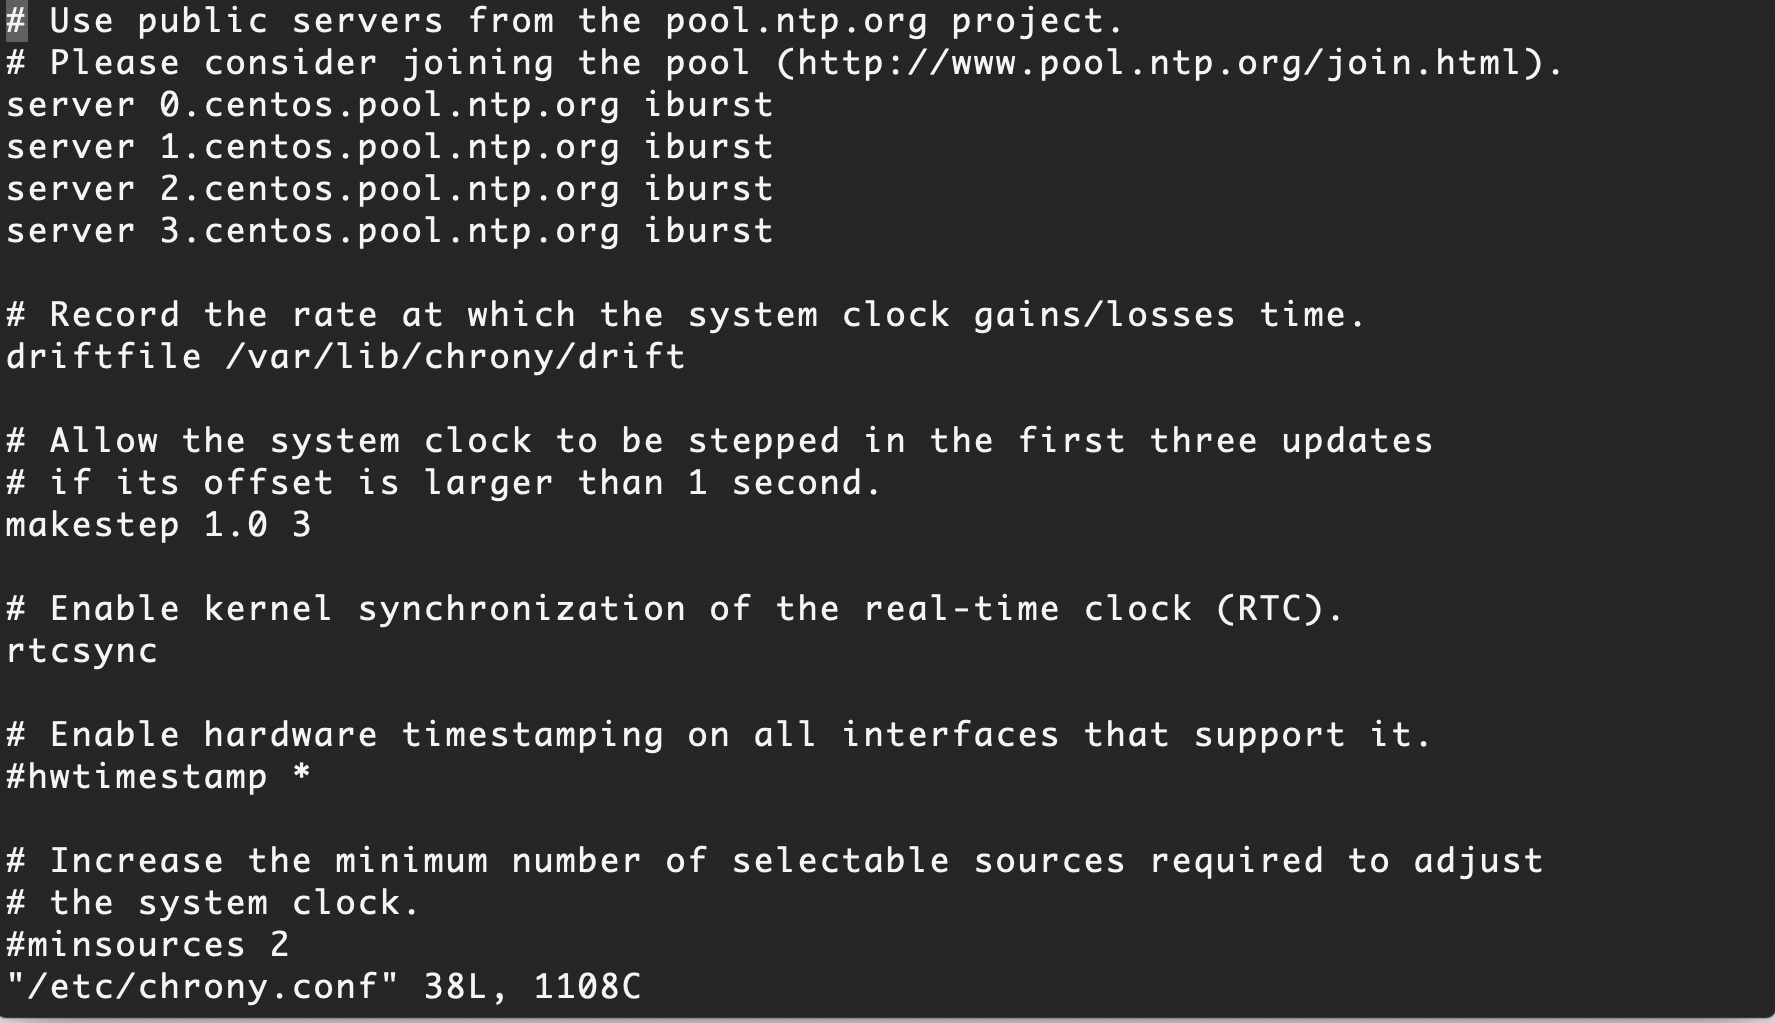 # Use public servers from the pool.ntp.org project.
# Please consider joining the pool (http://www.pool.ntp.org/join.html).
server 0.centos.pool.ntp.org iburst
server 1.centos.pool.ntp.org iburst
server 2.centos.pool.ntp.org iburst
server 3.centos.pool.ntp.org iburst

# Record the rate at which the system clock gains/losses time.
driftfile /var/lib/chrony/drift

# Allow the system clock to be stepped in the first three updates
# if its offset is larger than 1 second.
makestep 1.0 3

# Enable kernel synchronization of the real-time clock (RTC).
rtcsync

# Enable hardware timestamping on all interfaces that support it.
#hwtimestamp *

# Increase the minimum number of selectable sources required to adjust
# the system clock.
#minsources 2
"/etc/chrony.conf" 38L, 1108C